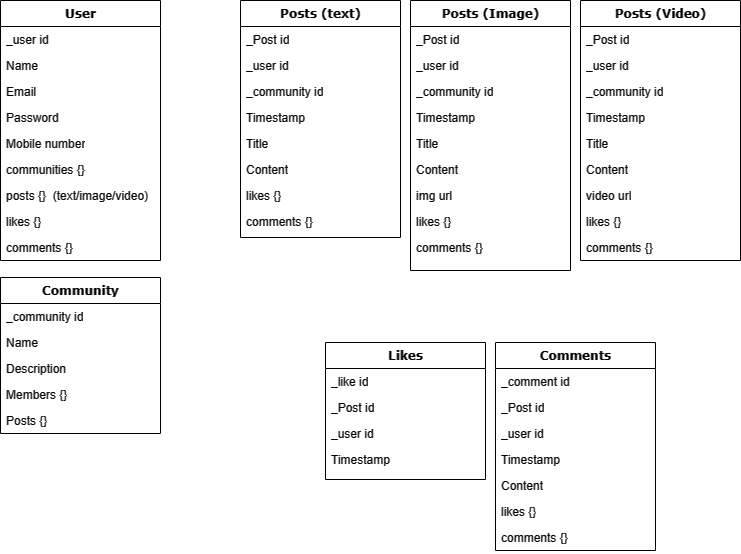 User
_user id
Name
Email
Password
Mobile number
communities {}
posts {}  (text/image/video)
likes {}
comments {}
Posts (text)
_Post id
_user id
_community id
Timestamp
Title
Content
likes {}
comments {}
Posts (Image)
_Post id
_user id
_community id
Timestamp
Title
Content
img url
likes {}
comments {}
Posts (Video)
_Post id
_user id
_community id
Timestamp
Title
Content
video url
likes {}
comments {}
Community
_community id
Name
Description
Members {}
Posts {}
Likes
_like id
_Post id
_user id
Timestamp
Comments
_comment id
_Post id
_user id
Timestamp
Content
likes {}
comments {}